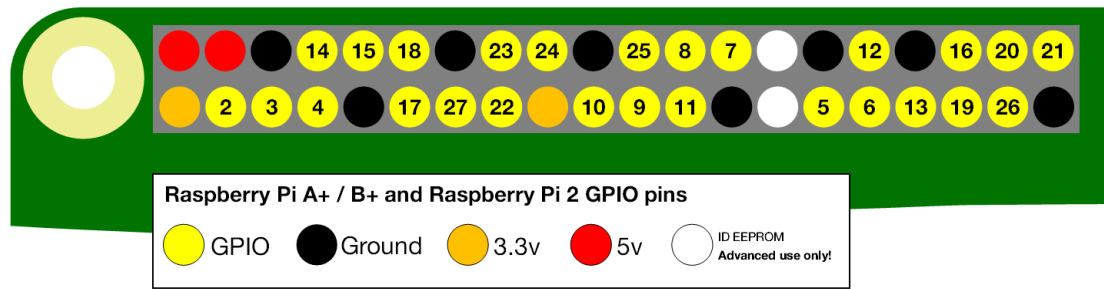 14 15 18 23 24 25 8 7 12 16 20 21
2 3 4 17 27 22 10 9 11 5 6 13 19 26
Raspberry Pi A+ / B+ and Raspberry Pi 2 GPIO pins
GPIO Ground 3.3v 5v ID EEPROM
Advanced use only!